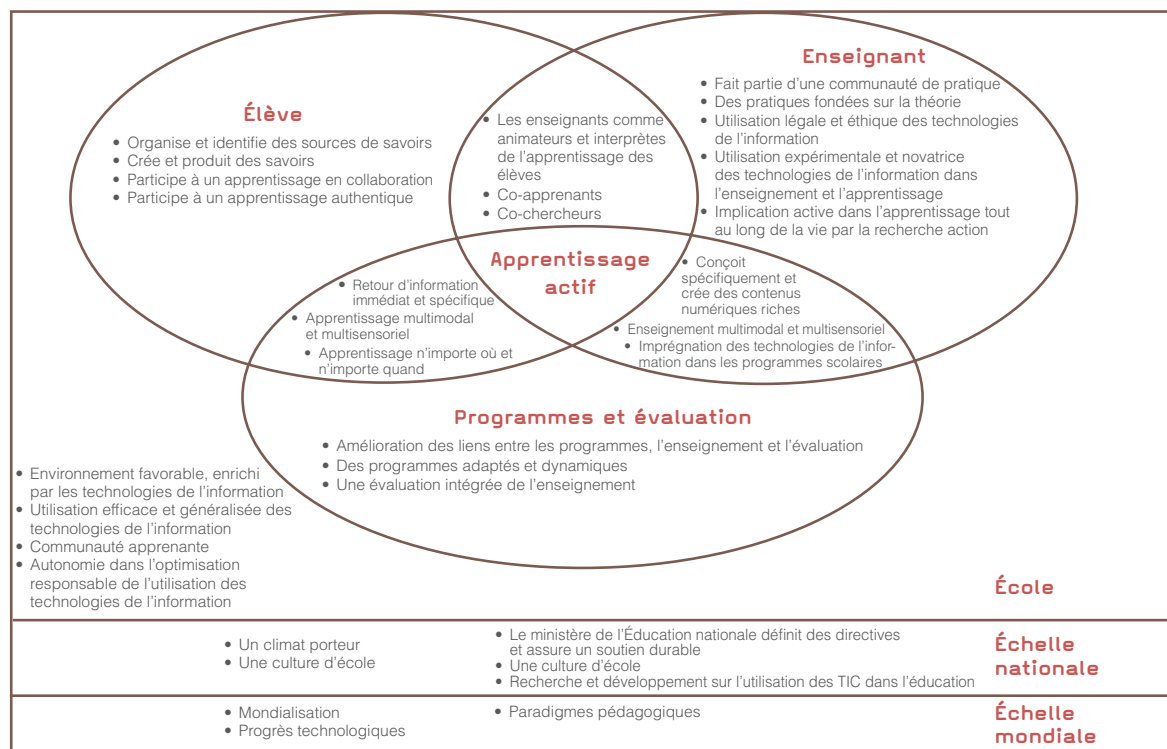 Élève
• Organise et identifie des sources de savoirs
• Crée et produit des savoirs
• Participe à un apprentissage en collaboration
• Participe à un apprentissage authentique
• Les enseignants comme
animateurs et interprètes
de l'apprentissage des
élèves
• Co-apprenants
• Co-chercheurs
Enseignant
• Fait partie d'une communauté de pratique
• Des pratiques fondées sur la théorie
• Utilisation légale et éthique des technologies
de l'information
• Utilisation expérimentale et novatrice
des technologies de l'information dans
l'enseignement et l'apprentissage
• Implication active dans l'apprentissage tout
au long de la vie par la recherche action
Apprentissage
actif
• Retour d'information
immédiat et spécifique
• Apprentissage multimodal
et multisensoriel
• Apprentissage n'importe où et
n'importe quand
• Conçoit
spécifiquement et
crée des contenus
numériques riches
• Enseignement multimodal et multisensoriel
• Imprégnation des technologies de l'infor-
mation dans les programmes scolaires
Programmes et évaluation
• Amélioration des liens entre les programmes, l'enseignement et l'évaluation
• Des programmes adaptés et dynamiques
• Une évaluation intégrée de l'enseignement
• Environnement favorable, enrichi
par les technologies de l'information
• Utilisation efficace et généralisée des
technologies de l'information
• Communauté apprenante
• Autonomie dans l'optimisation
responsable de l'utilisation des
technologies de l'information
École
• Un climat porteur
• Une culture d'école
• Le ministère de l'Éducation nationale définit des directives
et assure un soutien durable
• Une culture d'école
• Recherche et développement sur l'utilisation des TIC dans l'éducation
Échelle
nationale
• Mondialisation
• Progrès technologiques
• Paradigmes pédagogiques
Échelle
mondiale